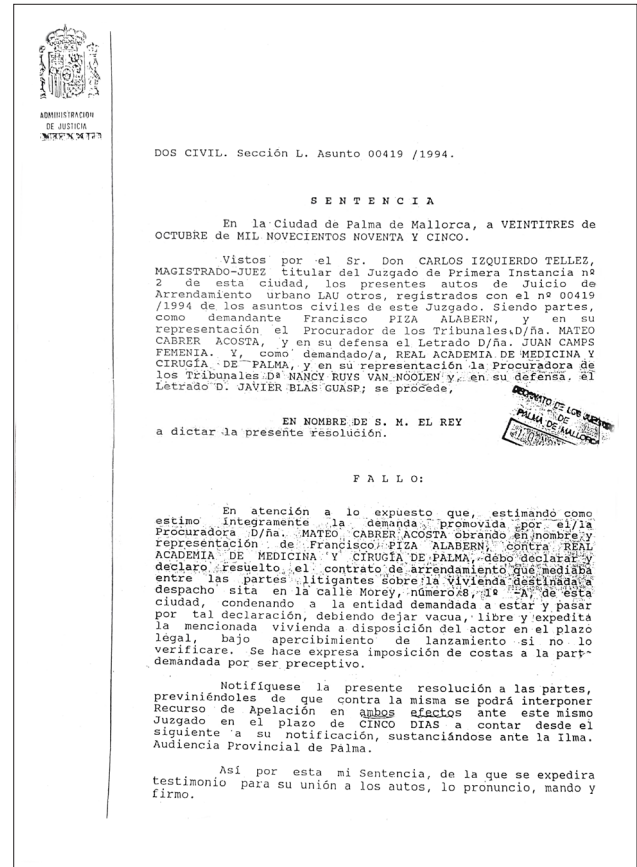 ADMINISTRACION
DE JUSTICIA
DOS CIVIL. Sección L. Asunto 00419 /1994.
S E N T E N C I A
En la Ciudad de Palma de Mallorca, a VEINTITRES de
OCTUBRE de MIL NOVECIENTOS NOVENTA Y CINCO.
Vistos por el Sr. Don CARLOS IZQUIERDO TELLEZ,
MAGISTRADO-JUEZ titular del Juzgado de Primera Instancia nº
2 de esta ciudad, los presentes autos de Juicio de
Arrendamiento urbano LAU otros, registrados con el nº 00419
/1994 de los asuntos civiles de este Juzgado. Siendo partes,
como demandante Francisco PIZA ALABERN, y en su
representación el Procurador de los Tribunales D/ña. MATEO
CABRER ACOSTA, y en su defensa el Letrado D/ña. JUAN CAMPS
FEMENIA. Y, como demandado/a, REAL ACADEMIA DE MEDICINA Y
CIRUGÍA DE PALMA, y en su representación la Procuradora de
los Tribunales Dª NANCY RUYS VAN NOOLEN y, en su defensa, el
Letrado D. JAVIER BLAS GUASP; se procede,
DECANATO DE LOS JUZGADOS
DE
PALMA DE MALLORCA
EN NOMBRE DE S. M. EL REY
a dictar la presente resolución.
F A L L O:
En atención a lo expuesto que, estimando como
estimo íntegramente la demanda promovida por el/la
Procuradora D/ña. MATEO CABRER ACOSTA obrando en nombre y
representación de Francisco PIZA ALABERN, contra REAL
ACADEMIA DE MEDICINA Y CIRUGÍA DE PALMA, debo declarar y
declaro resuelto el contrato de arrendamiento que mediaba
entre las partes litigantes sobre la vivienda destinada a
despacho sita en la calle Morey, número 8, 1º -A, de esta
ciudad, condenando a la entidad demandada a estar y pasar
por tal declaración, debiendo dejar vacua, libre y expedita
la mencionada vivienda a disposición del actor en el plazo
legal, bajo apercibimiento de lanzamiento si no lo
verificare. Se hace expresa imposición de costas a la part
demandada por ser preceptivo.
Notifíquese la presente resolución a las partes,
previniéndoles de que contra la misma se podrá interponer
Recurso de Apelación en ambos efectos ante este mismo
Juzgado en el plazo de CINCO DIAS a contar desde el
siguiente a su notificación, sustanciándose ante la Ilma.
Audiencia Provincial de Palma.
Así por esta mi Sentencia, de la que se expedira
testimonio para su unión a los autos, lo pronuncio, mando y
firmo.